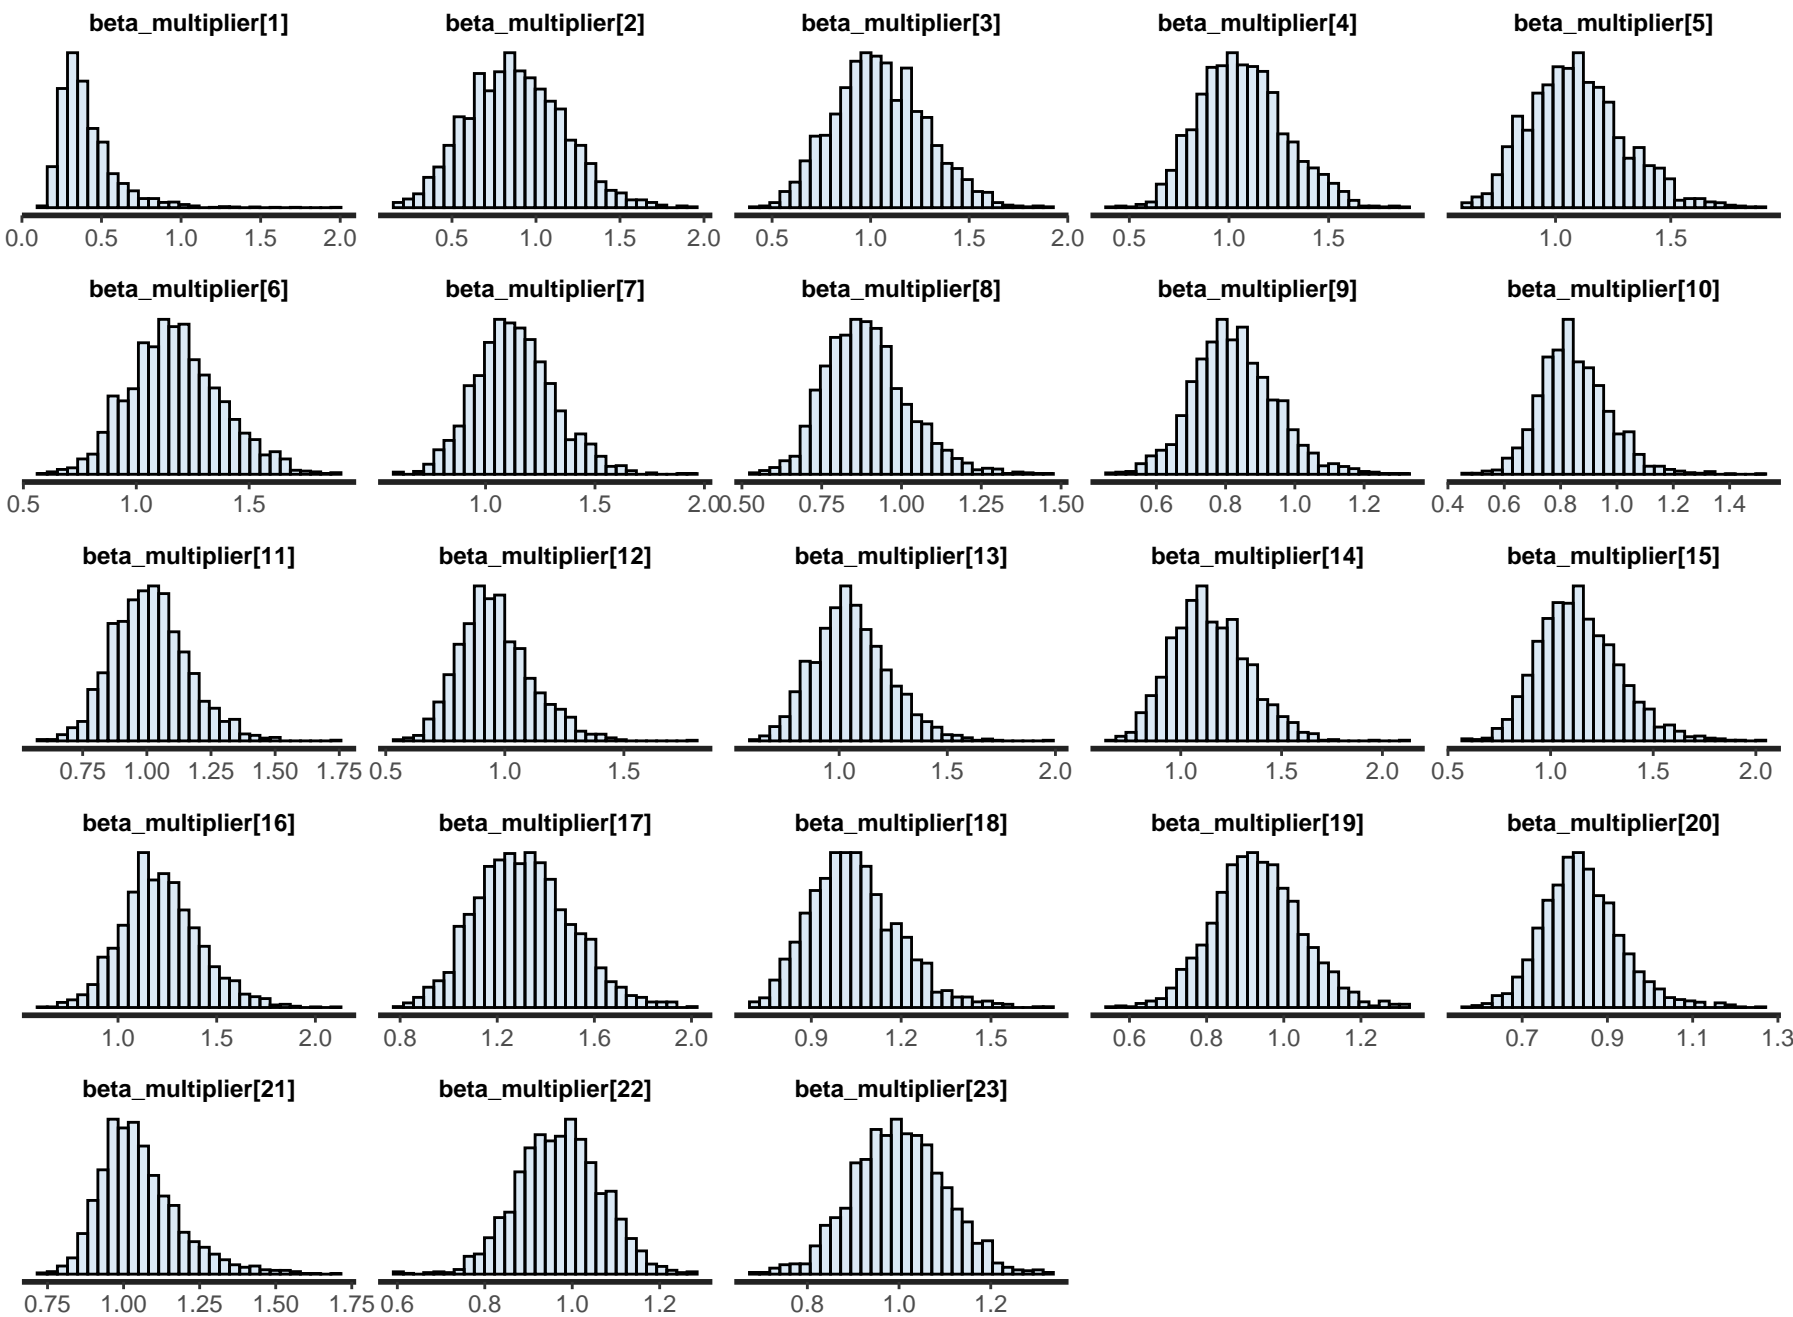 beta_multiplier[1] beta_multiplier[2] beta_multiplier[3] beta_multiplier[4] beta_multiplier[5]
0.0 0.5 1.0 1.5 2.0 0.5 1.0 1.5 2.0 0.5 1.0 1.5 2.0 0.5 1.0 1.5 1.0 1.5
beta_multiplier[6] beta_multiplier[7] beta_multiplier[8] beta_multiplier[9] beta_multiplier[10]
0.5 1.0 1.5 1.0 1.5 2.0 0.50 0.75 1.00 1.25 1.50 0.6 0.8 1.0 1.2 0.4 0.6 0.8 1.0 1.2 1.4
beta_multiplier[11] beta_multiplier[12] beta_multiplier[13] beta_multiplier[14] beta_multiplier[15]
0.75 1.00 1.25 1.50 1.75 0.5 1.0 1.5 1.0 1.5 2.0 1.0 1.5 2.0 0.5 1.0 1.5 2.0
beta_multiplier[16] beta_multiplier[17] beta_multiplier[18] beta_multiplier[19] beta_multiplier[20]
1.0 1.5 2.0 0.8 1.2 1.6 2.0 0.9 1.2 1.5 0.6 0.8 1.0 1.2 0.7 0.9 1.1 1.3
beta_multiplier[21] beta_multiplier[22] beta_multiplier[23]
0.75 1.00 1.25 1.50 1.75 0.6 0.8 1.0 1.2 0.8 1.0 1.2